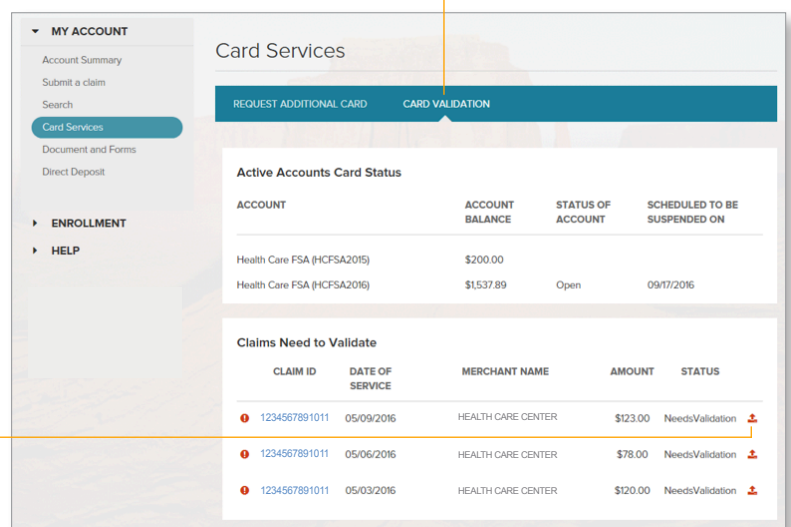 MY ACCOUNT
Account Summary
Submit a claim
Search
Card Services
Document and Forms
Direct Deposit
ENROLLMENT
HELP
Card Services
REQUEST ADDITIONAL CARD CARD VALIDATION
Active Accounts Card Status
ACCOUNT ACCOUNT BALANCE STATUS OF ACCOUNT SCHEDULED TO BE SUSPENDED ON
Health Care FSA (HCFSA2015) $200.00
Health Care FSA (HCFSA2016) $1,537.89 Open 09/17/2016
Claims Need to Validate
CLAIM ID DATE OF SERVICE MERCHANT NAME AMOUNT STATUS
1234567891011 05/09/2016 HEALTH CARE CENTER $123.00 NeedsValidation
1234567891011 05/06/2016 HEALTH CARE CENTER $78.00 NeedsValidation
1234567891011 05/03/2016 HEALTH CARE CENTER $120.00 NeedsValidation